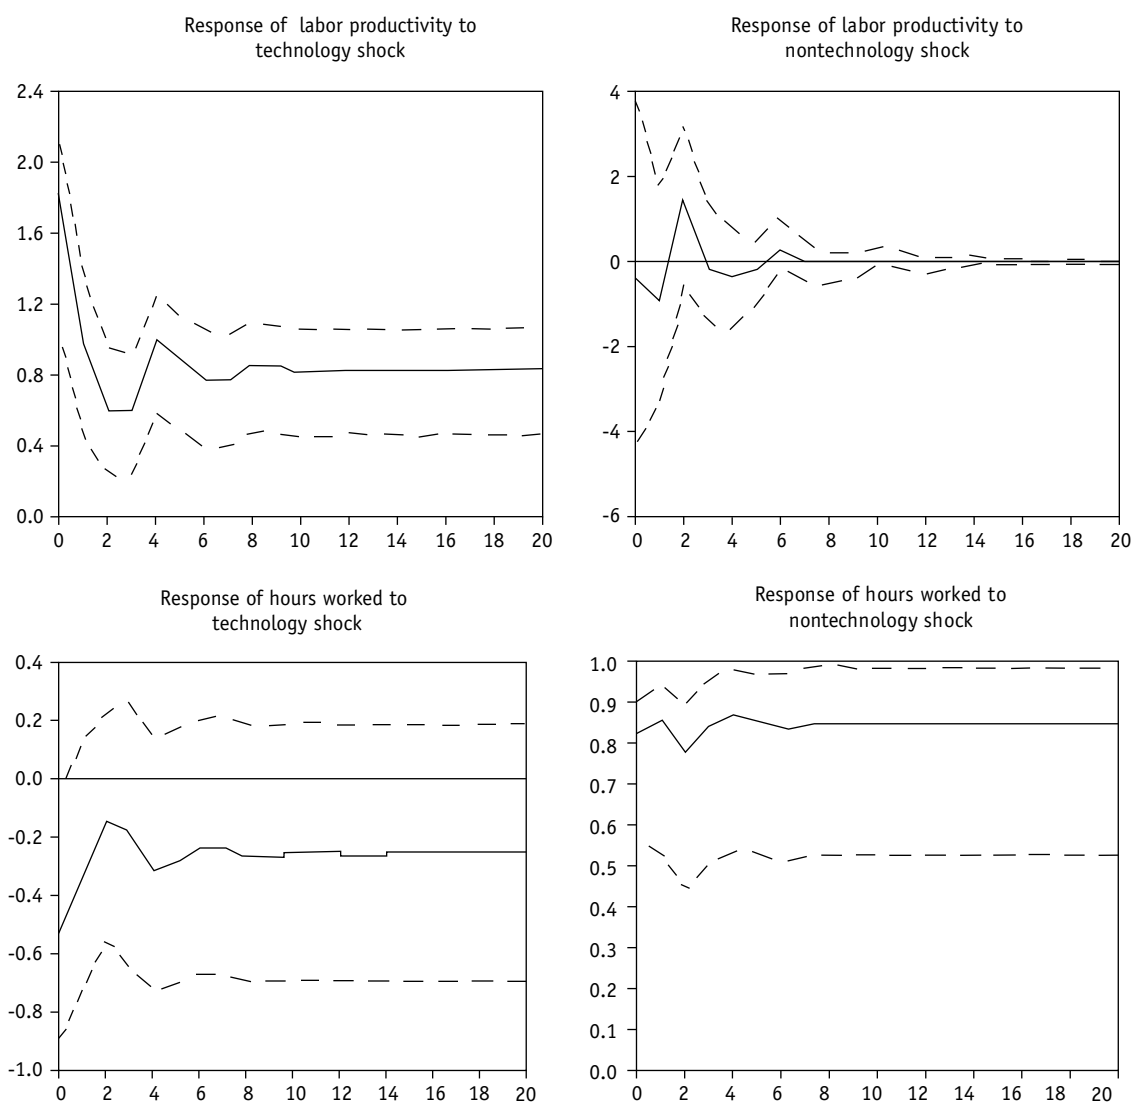 Response of labor productivity to
technology shock
2.4
2.0
1.6
1.2
0.8
0.4
0.0
0 2 4 6 8 10 12 14 16 18 20
Response of labor productivity to
nontechnology shock
4
2
0
-2
-4
-6
0 2 4 6 8 10 12 14 16 18 20
Response of hours worked to
technology shock
0.4
0.2
0.0
-0.2
-0.4
-0.6
-0.8
-1.0
0 2 4 6 8 10 12 14 16 18 20
Response of hours worked to
nontechnology shock
1.0
0.9
0.8
0.7
0.6
0.5
0.4
0.3
0.2
0.1
0.0
0 2 4 6 8 10 12 14 16 18 20